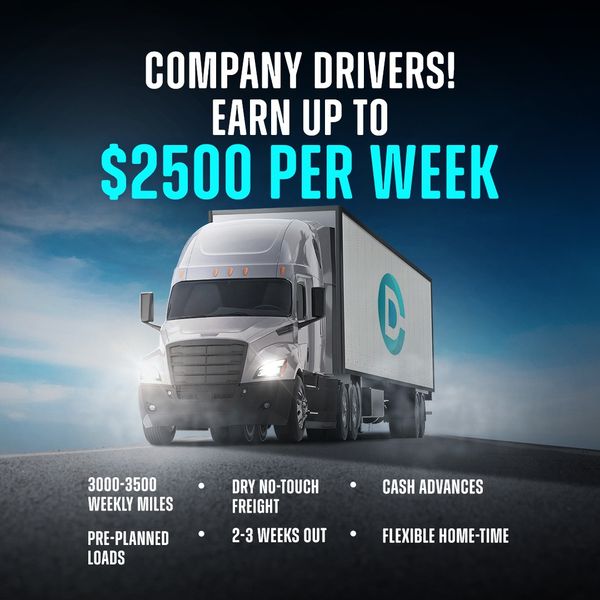 COMPANY DRIVERS!
EARN UP TO
$2500 PER WEEK
DC
3000-3500
WEEKLY MILES
• DRY NO-TOUCH
FREIGHT
• CASH ADVANCES
PRE-PLANNED
LOADS
• 2-3 WEEKS OUT
• FLEXIBLE HOME-TIME